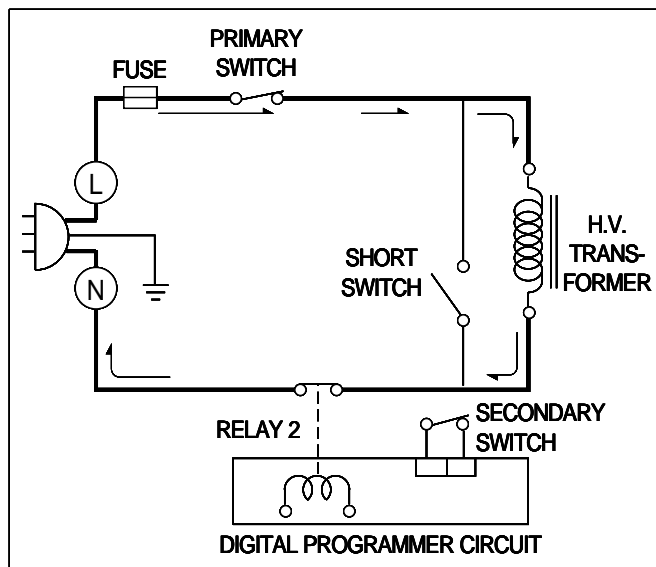 PRIMARY
SWITCH
FUSE
L
N
SHORT
SWITCH
H.V.
TRANS-
FORMER
RELAY 2
SECONDARY
SWITCH
DIGITAL PROGRAMMER CIRCUIT